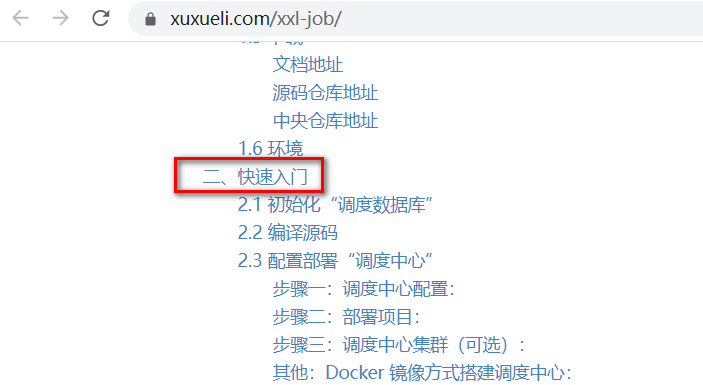 xuxueli.com/xxl-job/
文档地址
源码仓库地址
中央仓库地址
1.6 环境
二、快速入门
2.1 初始化“调度数据库”
2.2 编译源码
2.3 配置部署“调度中心”
步骤一：调度中心配置：
步骤二：部署项目：
步骤三：调度中心集群（可选）：
其他：Docker 镜像方式搭建调度中心：